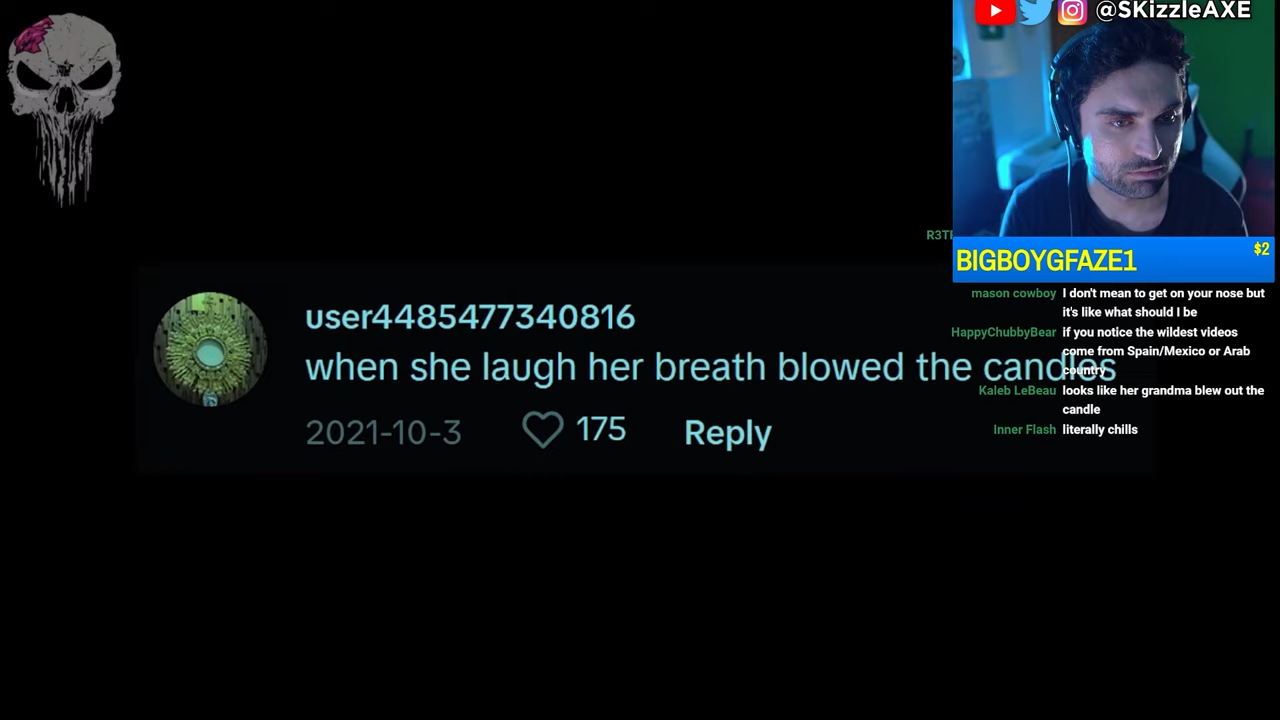 @SKizzleAXE
BIGBOYGFAZE1
$2
mason cowboy I don't mean to get on your nose but
it's like what should I be
HappyChubbyBear if you notice the wildest videos
come from Spain/Mexico or Arab
country
Kaleb LeBeau looks like her grandma blew out the
candle
Inner Flash literally chills
user4485477340816
when she laugh her breath blowed the candles
2021-10-3 175 Reply